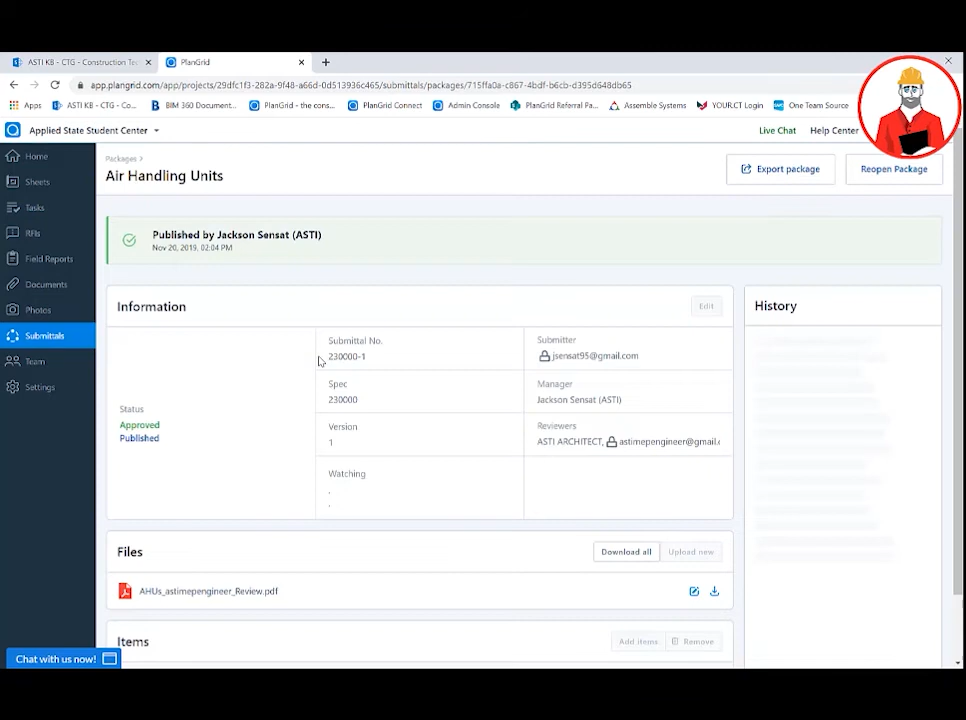 ASTI KB - CTG - Construction Tec
PlanGrid
app.plangrid.com/app/projects/29dfc1f3-282a-9f48-a66d-0d513936c465/submittals/packages/715ffa0a-c867-4bdf-b6cb-d395d648db65
Apps
ASTI KB - CTG - Co...
BIM 360 Document...
PlanGrid - the cons...
PlanGrid Connect
Admin Console
PlanGrid Referral Pa...
Assemble Systems
YOUR.CT Login
One Team Source
Applied State Student Center
Live Chat
Help Center
Home
Sheets
Tasks
RFIs
Field Reports
Documents
Photos
Submittals
Team
Settings
Chat with us now!
Packages >
Air Handling Units
Export package
Reopen Package
Published by Jackson Sensat (ASTI)
Nov 20, 2019, 02:04 PM
Information
Edit
Status
Approved
Published
Submittal No.
230000-1
Spec
230000
Version
1
Watching
.
.
Submitter
jsensat95@gmail.com
Manager
Jackson Sensat (ASTI)
Reviewers
ASTI ARCHITECT, astimepengineer@gmail.c
History
Files
Download all
Upload new
AHUs_astimepengineer_Review.pdf
Items
Add items
Remove